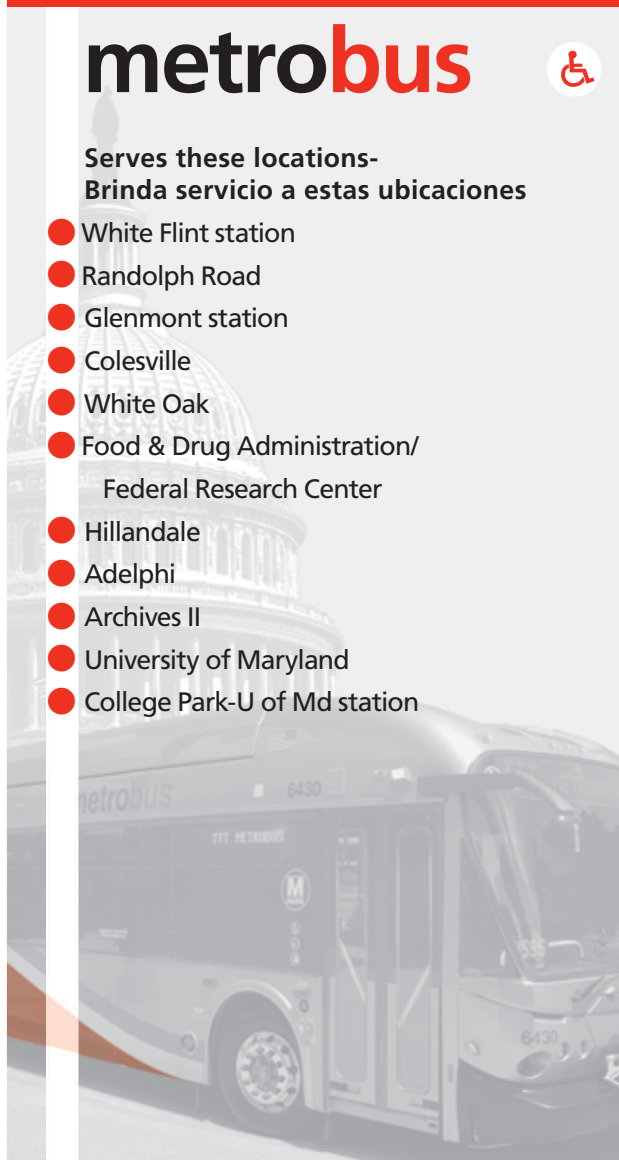 metrobus
Serves these locations-
Brinda servicio a estas ubicaciones
White Flint station
Randolph Road
Glenmont station
Colesville
White Oak
Food & Drug Administration/
Federal Research Center
Hillandale
Adelphi
Archives II
University of Maryland
College Park-U of Md station
metrobus
6430
TYT METROBUS
M
6430